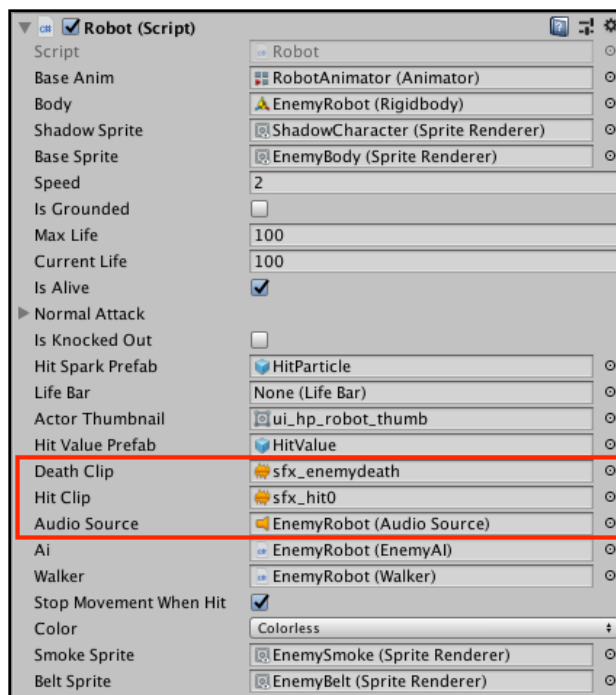 Robot (Script)
Script Robot
Base Anim RobotAnimator (Animator)
Body EnemyRobot (Rigidbody)
Shadow Sprite ShadowCharacter (Sprite Renderer)
Base Sprite EnemyBody (Sprite Renderer)
Speed 2
Is Grounded
Max Life 100
Current Life 100
Is Alive
Normal Attack
Is Knocked Out
Hit Spark Prefab HitParticle
Life Bar None (Life Bar)
Actor Thumbnail ui_hp_robot_thumb
Hit Value Prefab HitValue
Death Clip sfx_enemydeath
Hit Clip sfx_hit0
Audio Source EnemyRobot (Audio Source)
Ai EnemyRobot (EnemyAI)
Walker EnemyRobot (Walker)
Stop Movement When Hit
Color Colorless
Smoke Sprite EnemySmoke (Sprite Renderer)
Belt Sprite EnemyBelt (Sprite Renderer)